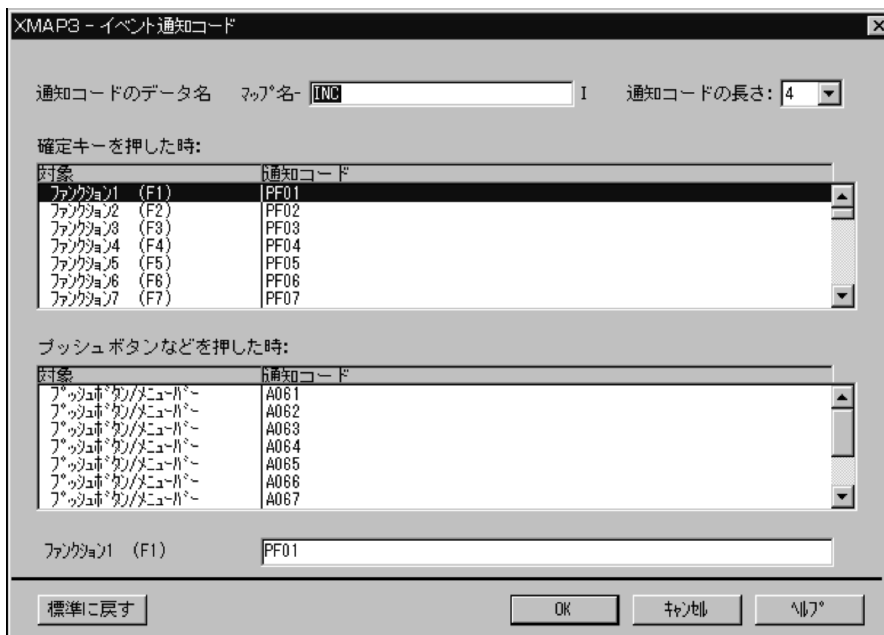 XMAP3 - イベント通知コード
通知コードのデータ名 ﾏｯﾌﾟ名- INC I 通知コードの長さ: 4
確定キーを押した時:
対象 通知コード
ﾌｧﾝｸｼｮﾝ1 (F1) PF01
ﾌｧﾝｸｼｮﾝ2 (F2) PF02
ﾌｧﾝｸｼｮﾝ3 (F3) PF03
ﾌｧﾝｸｼｮﾝ4 (F4) PF04
ﾌｧﾝｸｼｮﾝ5 (F5) PF05
ﾌｧﾝｸｼｮﾝ6 (F6) PF06
ﾌｧﾝｸｼｮﾝ7 (F7) PF07
プッシュボタンなどを押した時:
対象 通知コード
ﾌﾟｯｼｭﾎﾞﾀﾝ/ﾒﾆｭｰﾊﾞｰ A061
ﾌﾟｯｼｭﾎﾞﾀﾝ/ﾒﾆｭｰﾊﾞｰ A062
ﾌﾟｯｼｭﾎﾞﾀﾝ/ﾒﾆｭｰﾊﾞｰ A063
ﾌﾟｯｼｭﾎﾞﾀﾝ/ﾒﾆｭｰﾊﾞｰ A064
ﾌﾟｯｼｭﾎﾞﾀﾝ/ﾒﾆｭｰﾊﾞｰ A065
ﾌﾟｯｼｭﾎﾞﾀﾝ/ﾒﾆｭｰﾊﾞｰ A066
ﾌﾟｯｼｭﾎﾞﾀﾝ/ﾒﾆｭｰﾊﾞｰ A067
ﾌｧﾝｸｼｮﾝ1 (F1) PF01
標準に戻す OK ｷｬﾝｾﾙ ﾍﾙﾌﾟ